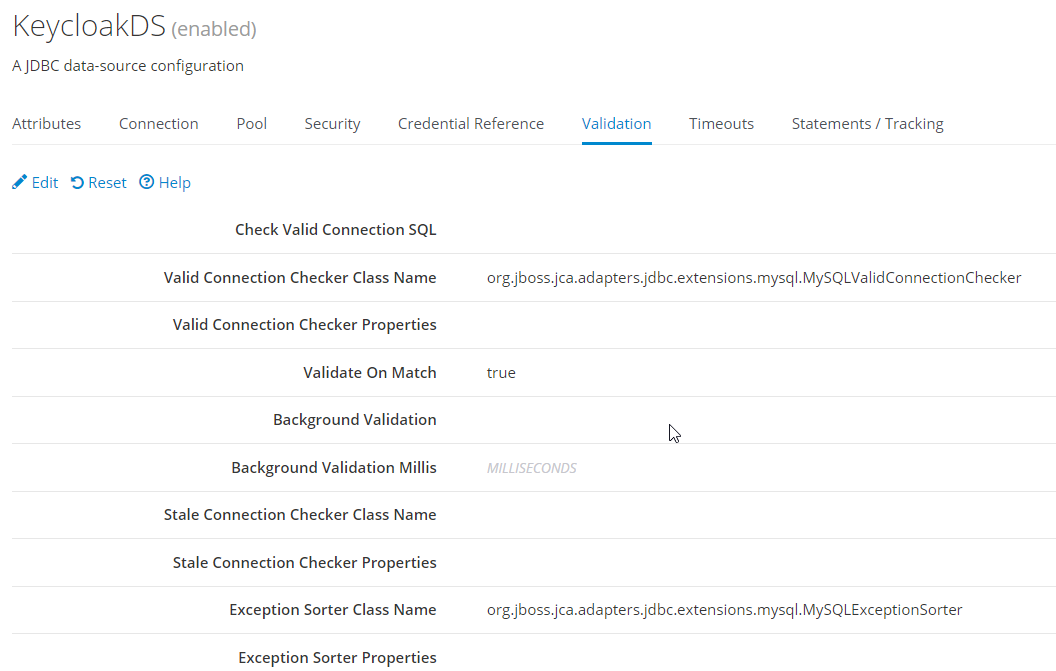 KeycloakDS (enabled)
A JDBC data-source configuration
Attributes Connection Pool Security Credential Reference Validation Timeouts Statements / Tracking
Edit Reset Help
Check Valid Connection SQL
Valid Connection Checker Class Name org.jboss.jca.adapters.jdbc.extensions.mysql.MySQLValidConnectionChecker
Valid Connection Checker Properties
Validate On Match true
Background Validation
Background Validation Millis MILLISECONDS
Stale Connection Checker Class Name
Stale Connection Checker Properties
Exception Sorter Class Name org.jboss.jca.adapters.jdbc.extensions.mysql.MySQLExceptionSorter
Exception Sorter Properties